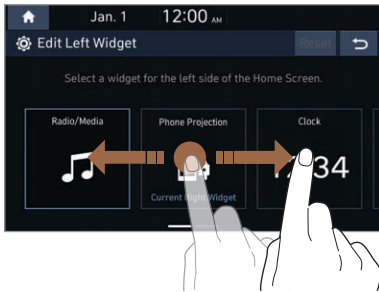 Jan. 1 12:00 AM
Edit Left Widget Reset
Select a widget for the left side of the Home Screen.
Radio/Media Phone Projection Clock
34
Current Right Widget